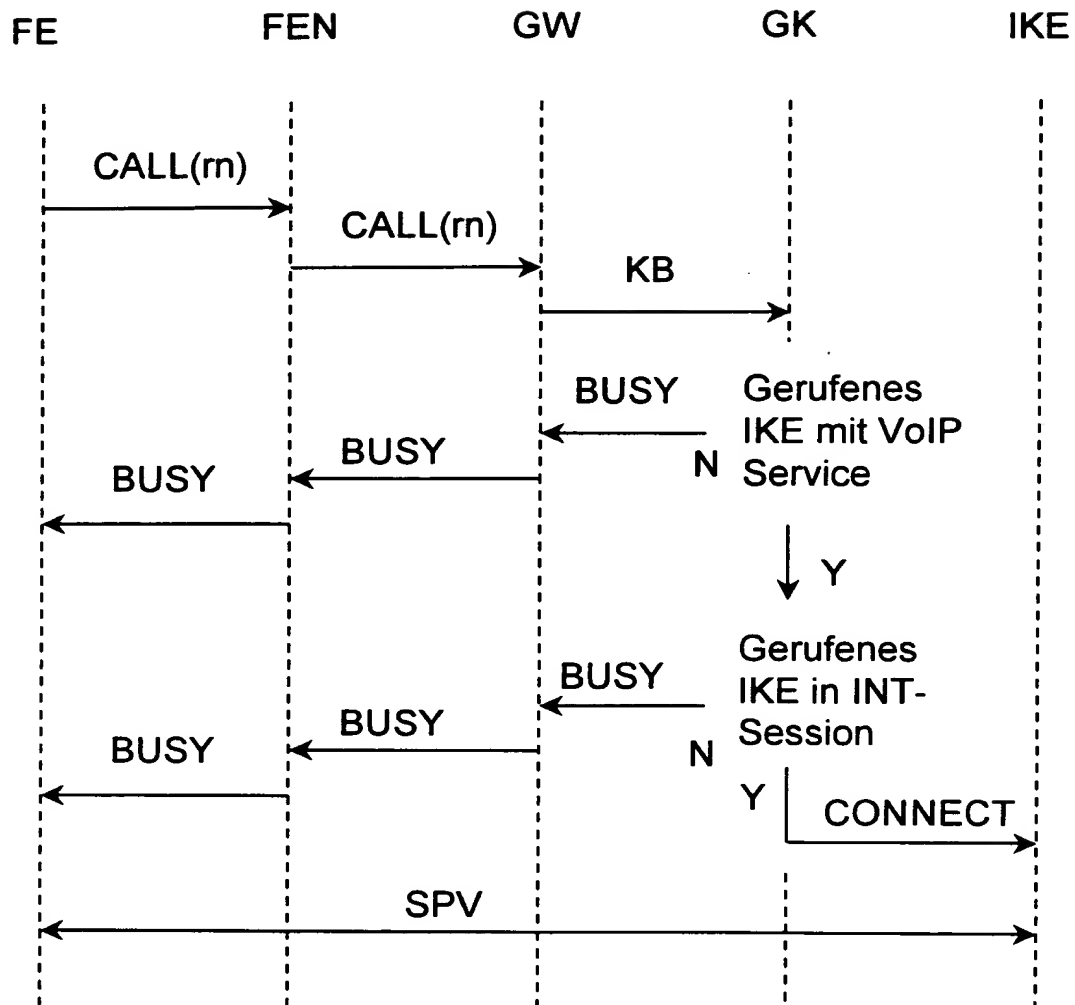 FE FEN GW GK IKE
CALL(rn)
CALL(rn)
KB
BUSY
Gerufenes
IKE mit VoIP
Service
N
BUSY
BUSY
Y
Gerufenes
IKE in INT-
Session
BUSY
N
BUSY
BUSY
Y
CONNECT
SPV